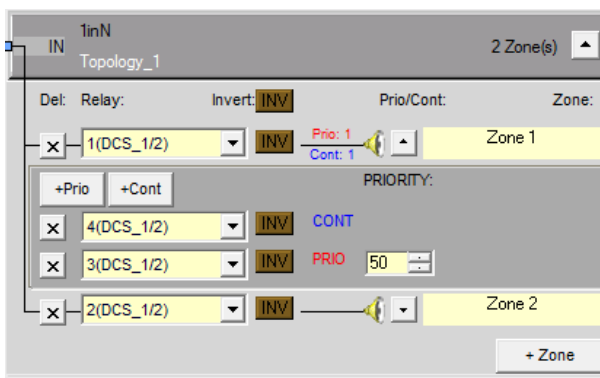 1inN
IN
2 Zone(s)
Topology_1
Del: Relay: Invert: INV Prio/Cont: Zone:
X 1(DCS_1/2) INV Prio: 1 Zone 1
Cont: 1
+Prio +Cont PRIORITY:
X 4(DCS_1/2) INV CONT
X 3(DCS_1/2) INV PRIO 50
X 2(DCS_1/2) INV Zone 2
+ Zone